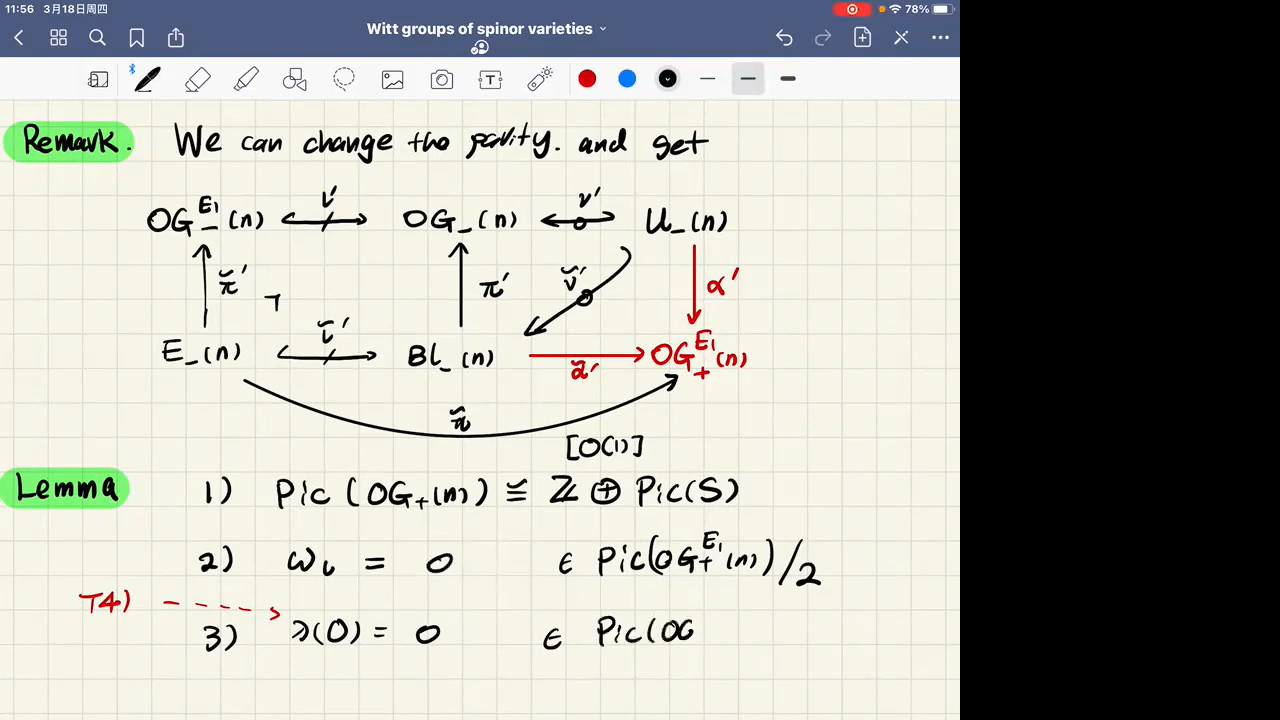 11:56 3月18日周四 78%
Witt groups of spinor varieties
Remark. We can change the parity. and get
OG_-^{E_1}(n) ι' OG_-(n) ν' U_-(n)
π̃' π' ν̃' α'
E_-(n) ι̃' Bl_-(n) α̃' OG_+^{E_1}(n)
[O(1)]
Lemma 1) Pic(OG_+(n)) ≅ ℤ ⊕ Pic(S)
2) ω_ι = 0 ∈ Pic(OG_+^{E_1}(n))/2
T4)
3) λ(O) = 0 ∈ Pic(OG